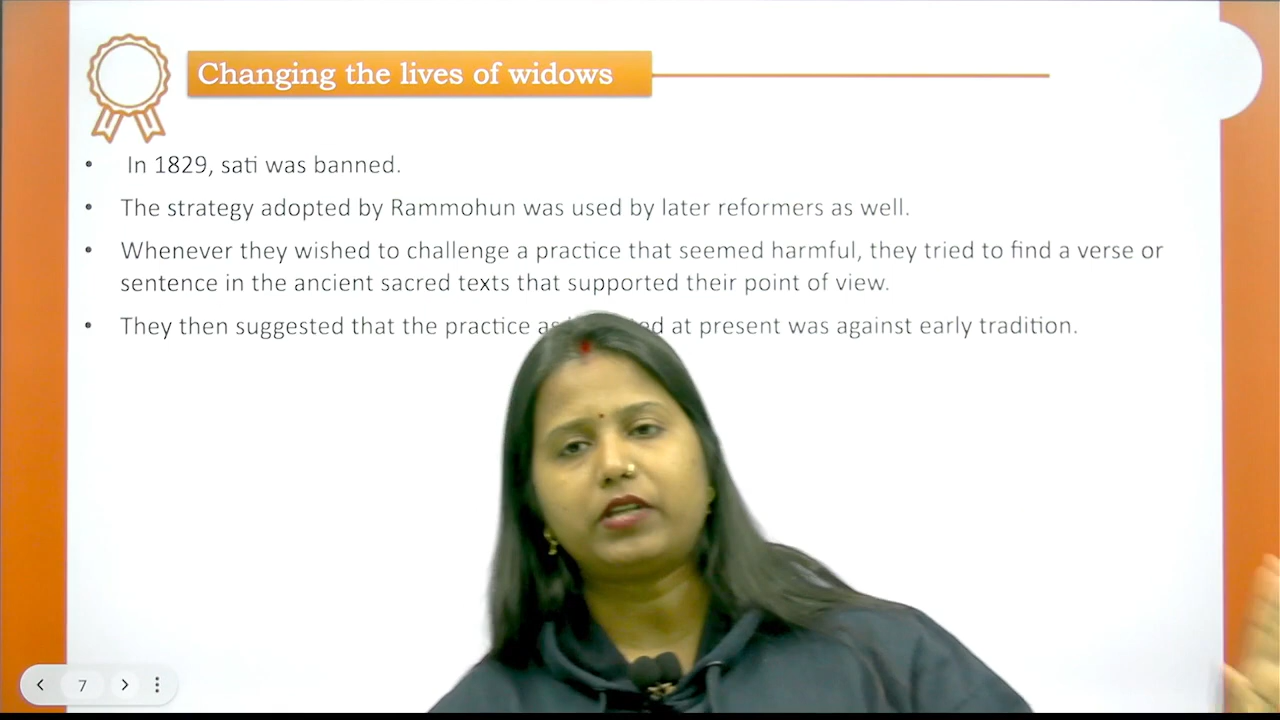 Changing the lives of widows
• In 1829, sati was banned.
• The strategy adopted by Rammohun was used by later reformers as well.
• Whenever they wished to challenge a practice that seemed harmful, they tried to find a verse or
sentence in the ancient sacred texts that supported their point of view.
• They then suggested that the practice as at present was against early tradition.
7